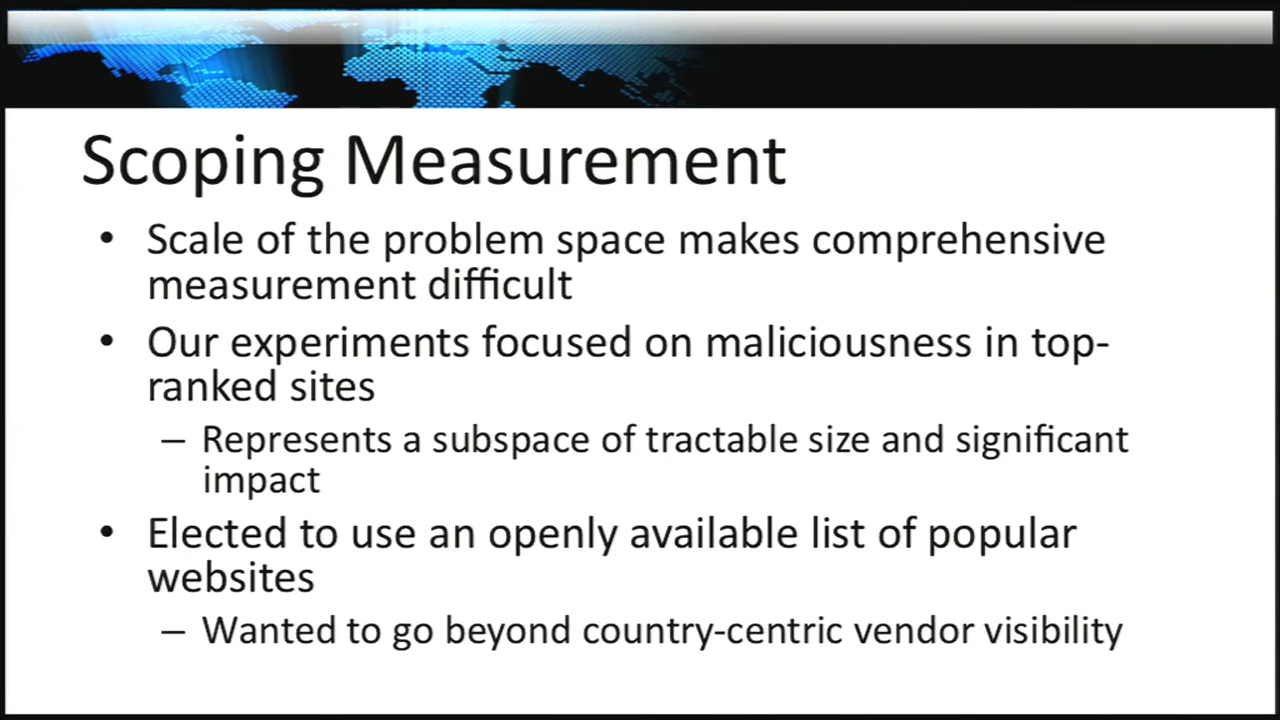 Scoping Measurement
• Scale of the problem space makes comprehensive
measurement difficult
• Our experiments focused on maliciousness in top-
ranked sites
– Represents a subspace of tractable size and significant
impact
• Elected to use an openly available list of popular
websites
– Wanted to go beyond country-centric vendor visibility